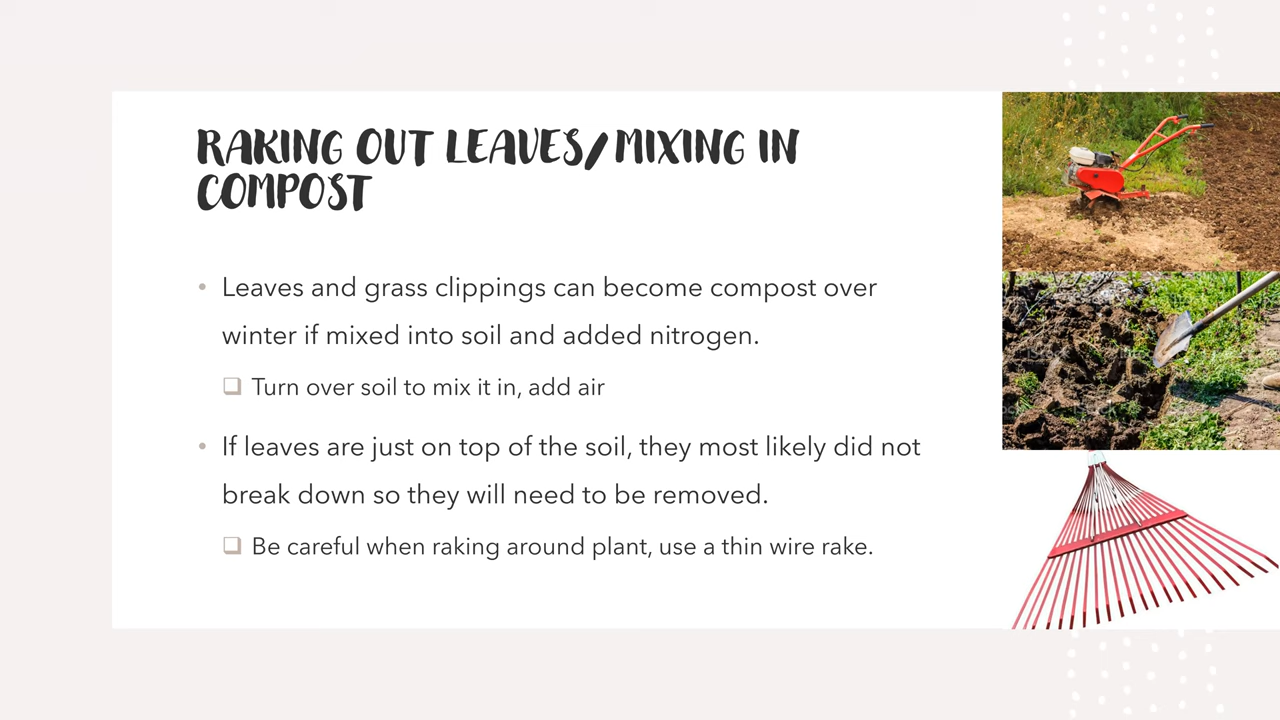 RAKING OUT LEAVES/MIXING IN
COMPOST
• Leaves and grass clippings can become compost over
winter if mixed into soil and added nitrogen.
❑ Turn over soil to mix it in, add air
• If leaves are just on top of the soil, they most likely did not
break down so they will need to be removed.
❑ Be careful when raking around plant, use a thin wire rake.